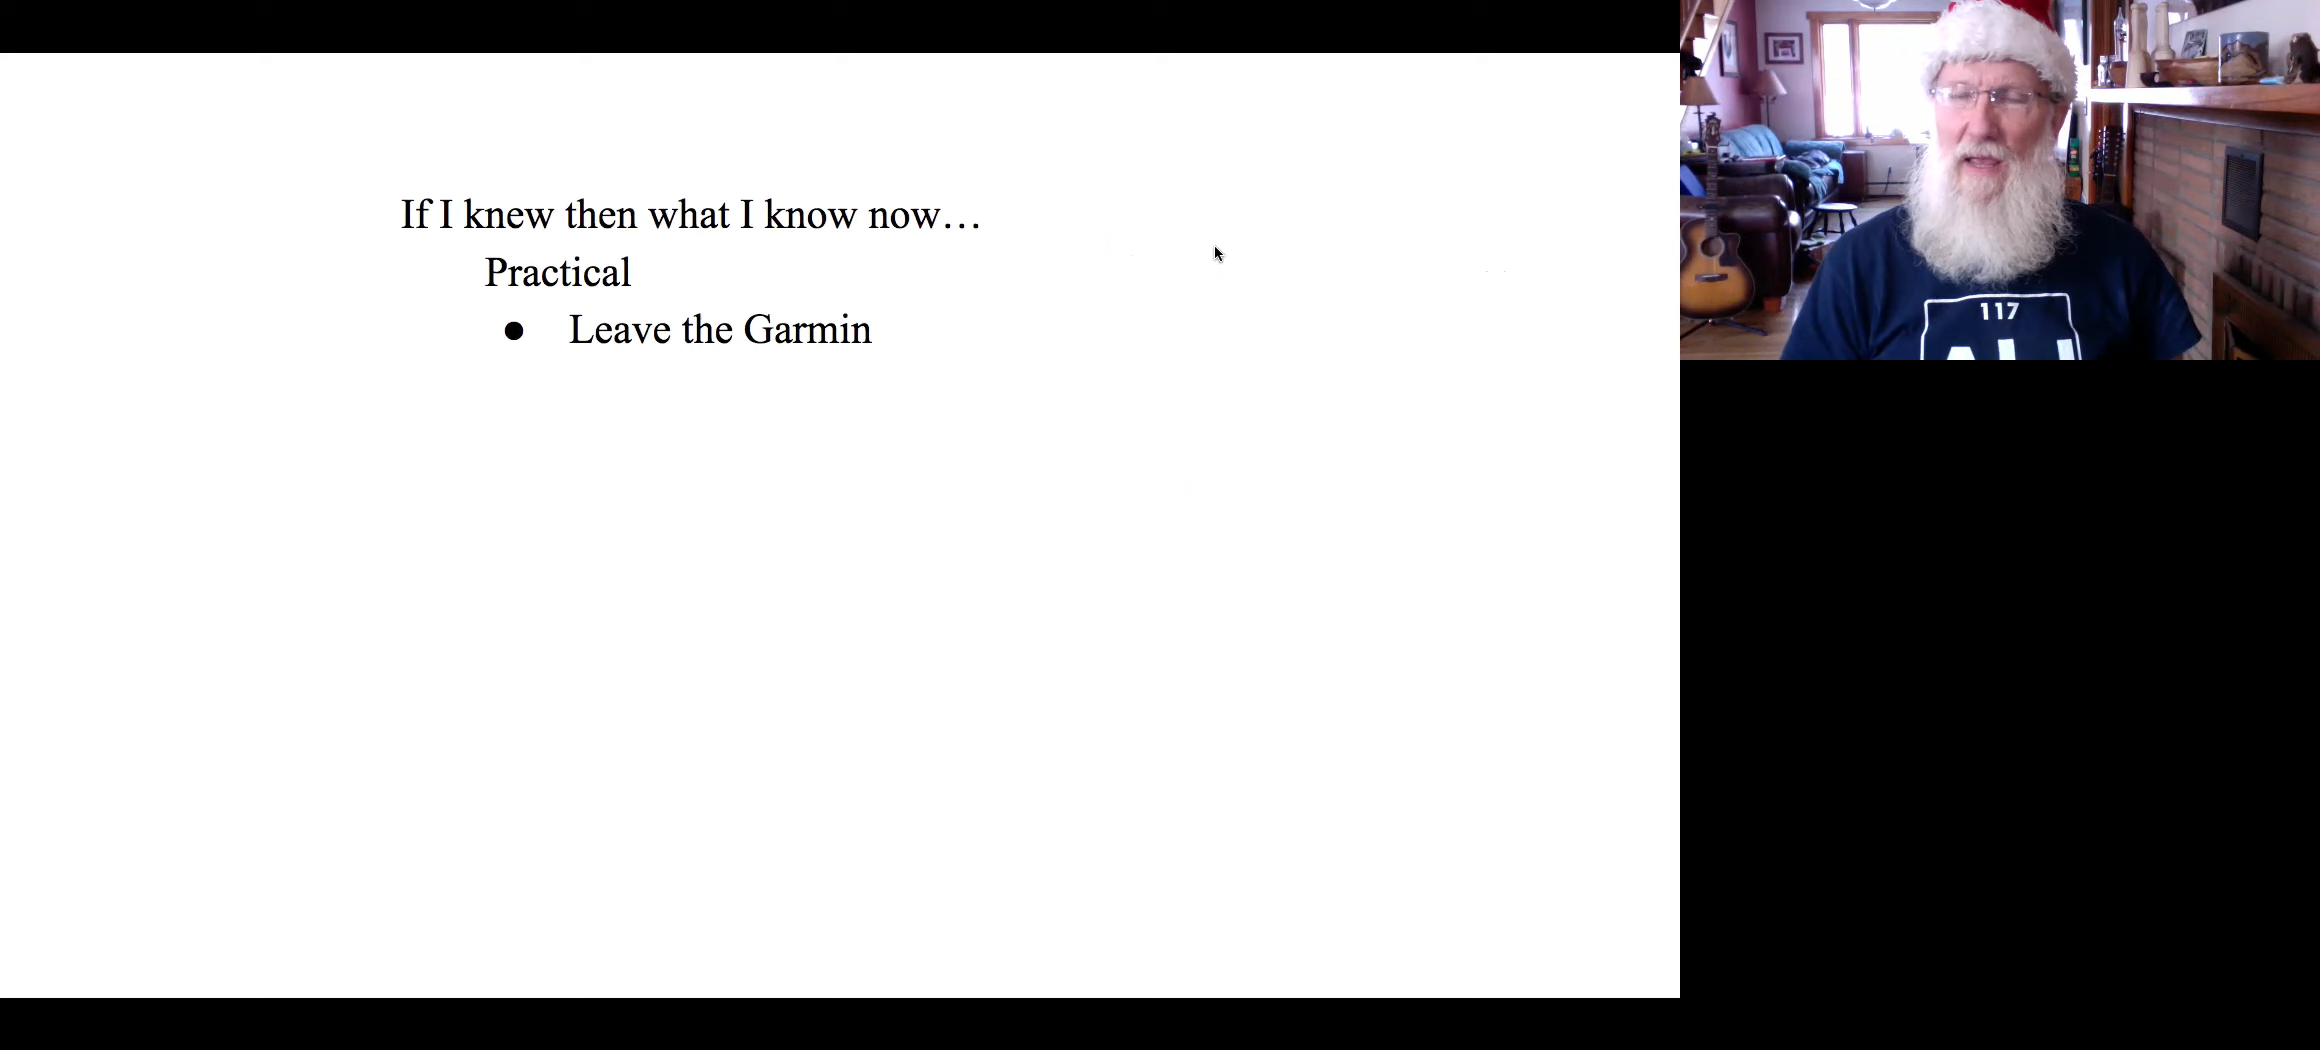 If I knew then what I know now…
Practical
● Leave the Garmin
117